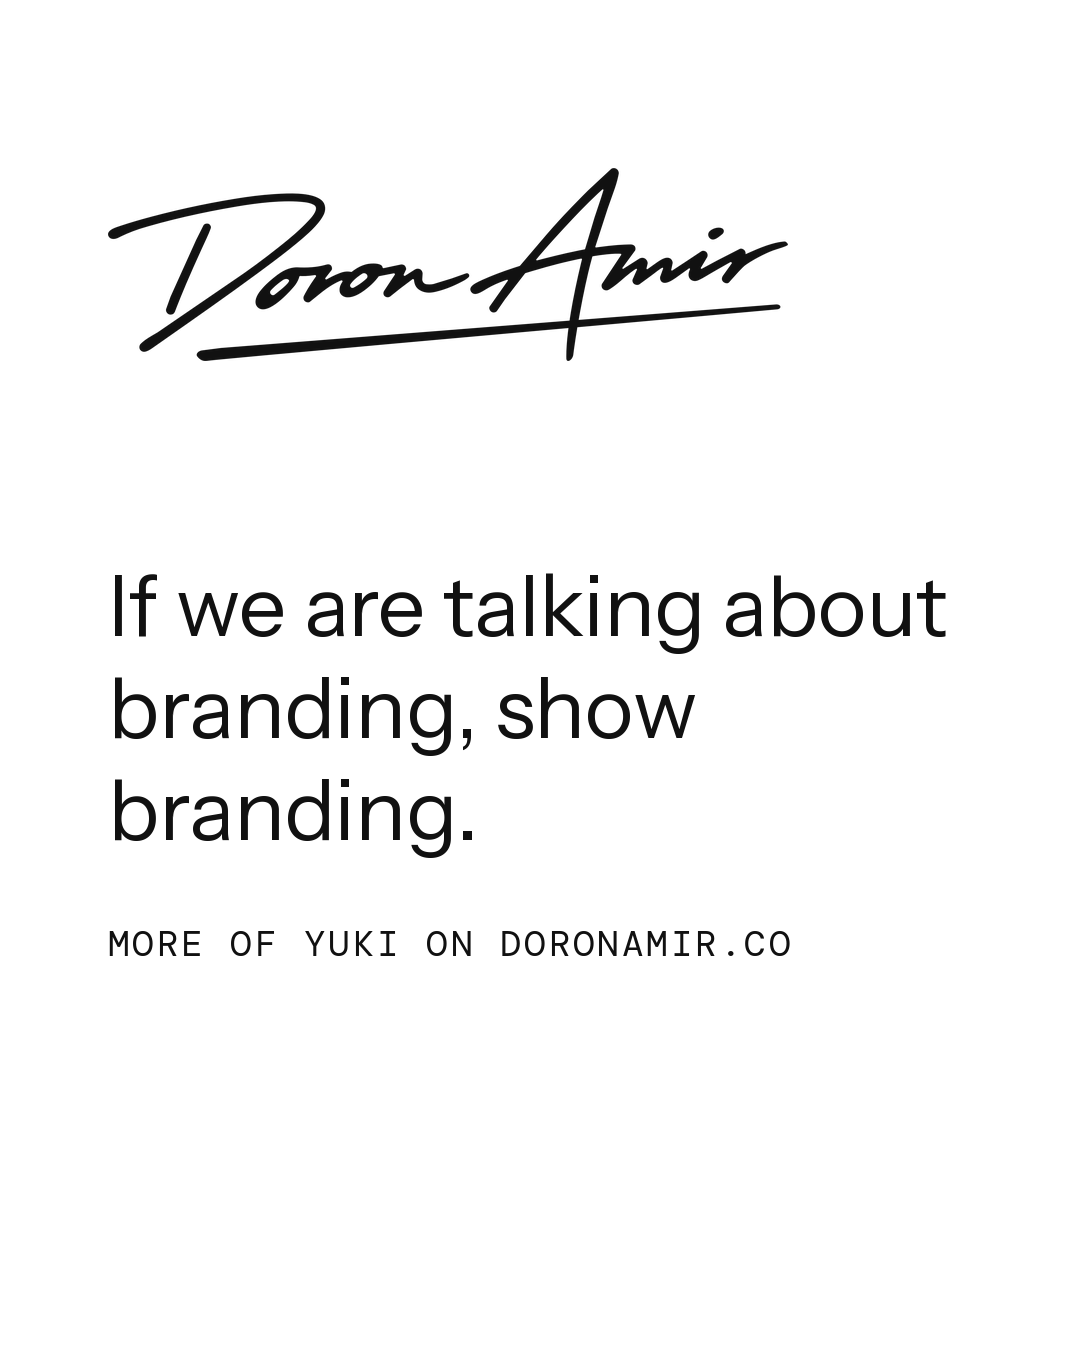 Doron Amir
If we are talking about
branding, show
branding.
MORE OF YUKI ON DORONAMIR.CO